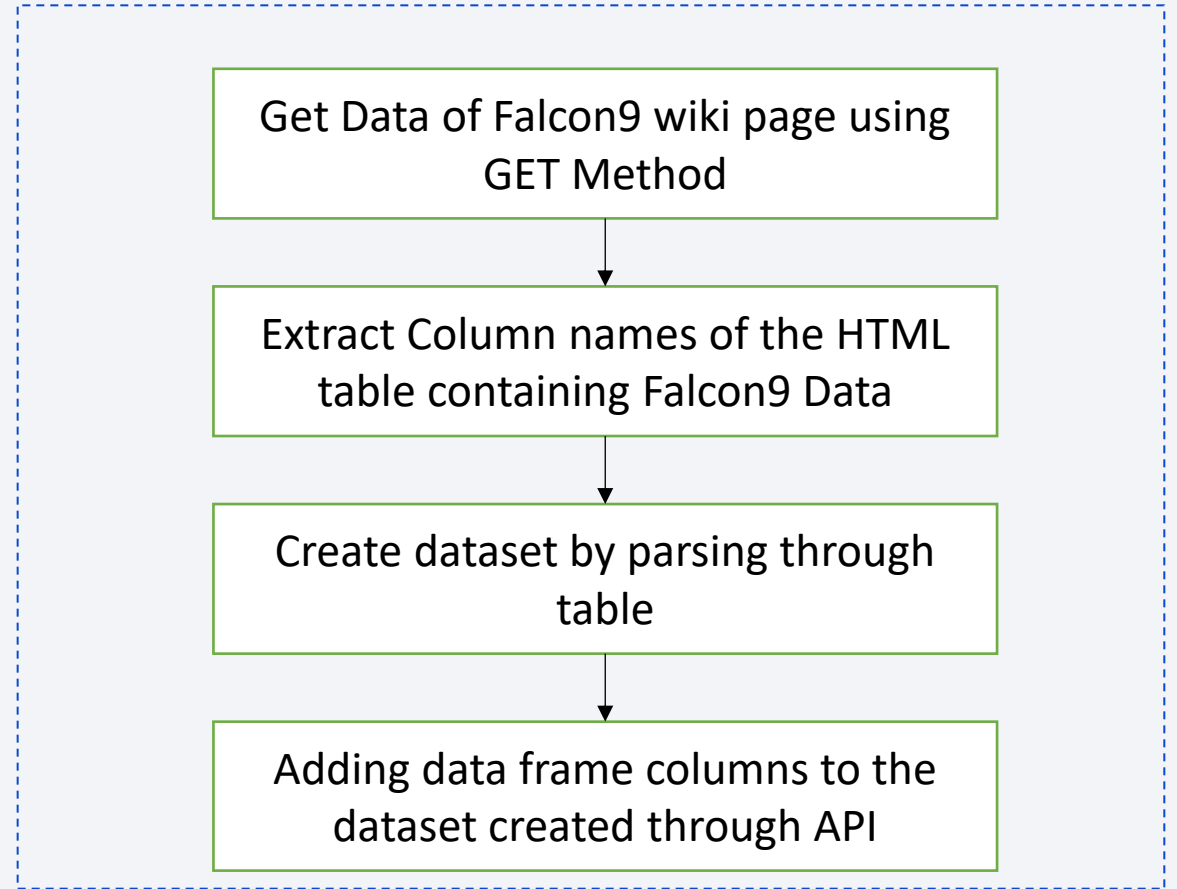 Get Data of Falcon9 wiki page using
GET Method
Extract Column names of the HTML
table containing Falcon9 Data
Create dataset by parsing through
table
Adding data frame columns to the
dataset created through API